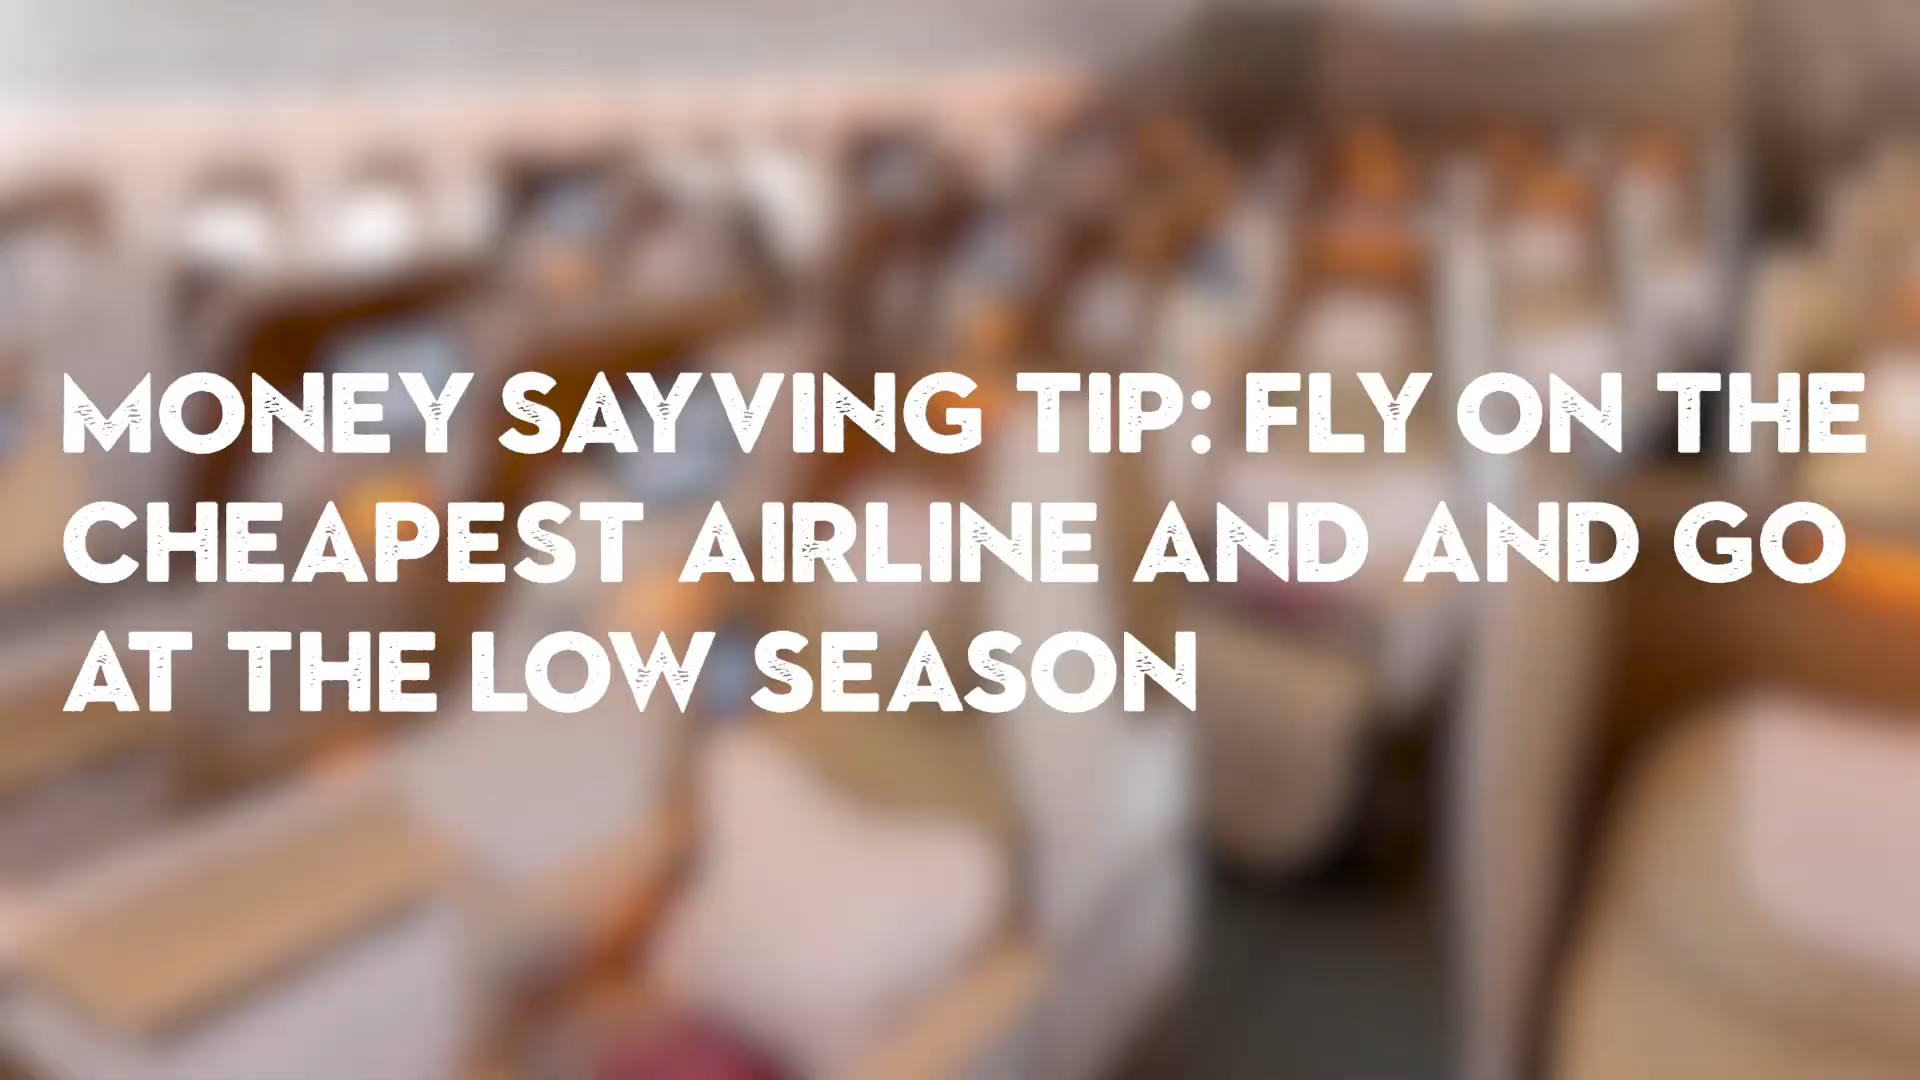 MONEY SAYVING TIP: FLY ON THE
CHEAPEST AIRLINE AND AND GO
AT THE LOW SEASON